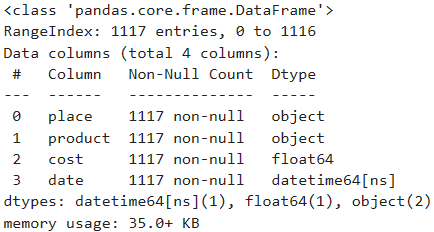 <class 'pandas.core.frame.DataFrame'>
RangeIndex: 1117 entries, 0 to 1116
Data columns (total 4 columns):
 #   Column   Non-Null Count  Dtype
---  ------   --------------  -----
 0   place    1117 non-null   object
 1   product  1117 non-null   object
 2   cost     1117 non-null   float64
 3   date     1117 non-null   datetime64[ns]
dtypes: datetime64[ns](1), float64(1), object(2)
memory usage: 35.0+ KB